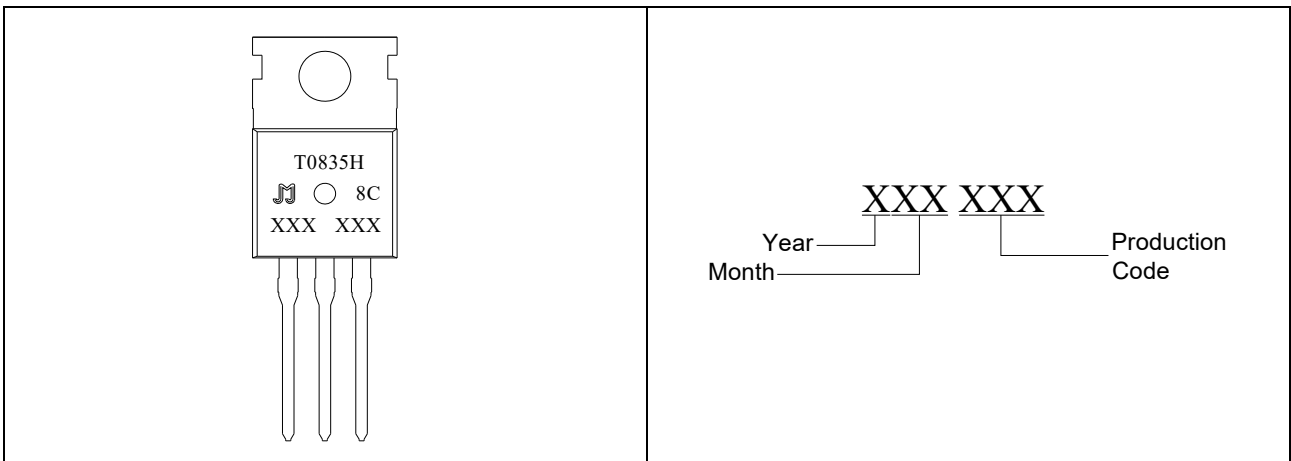 T0835H
JJ 8C
XXX XXX
XXX XXX
Year
Month
Production
Code